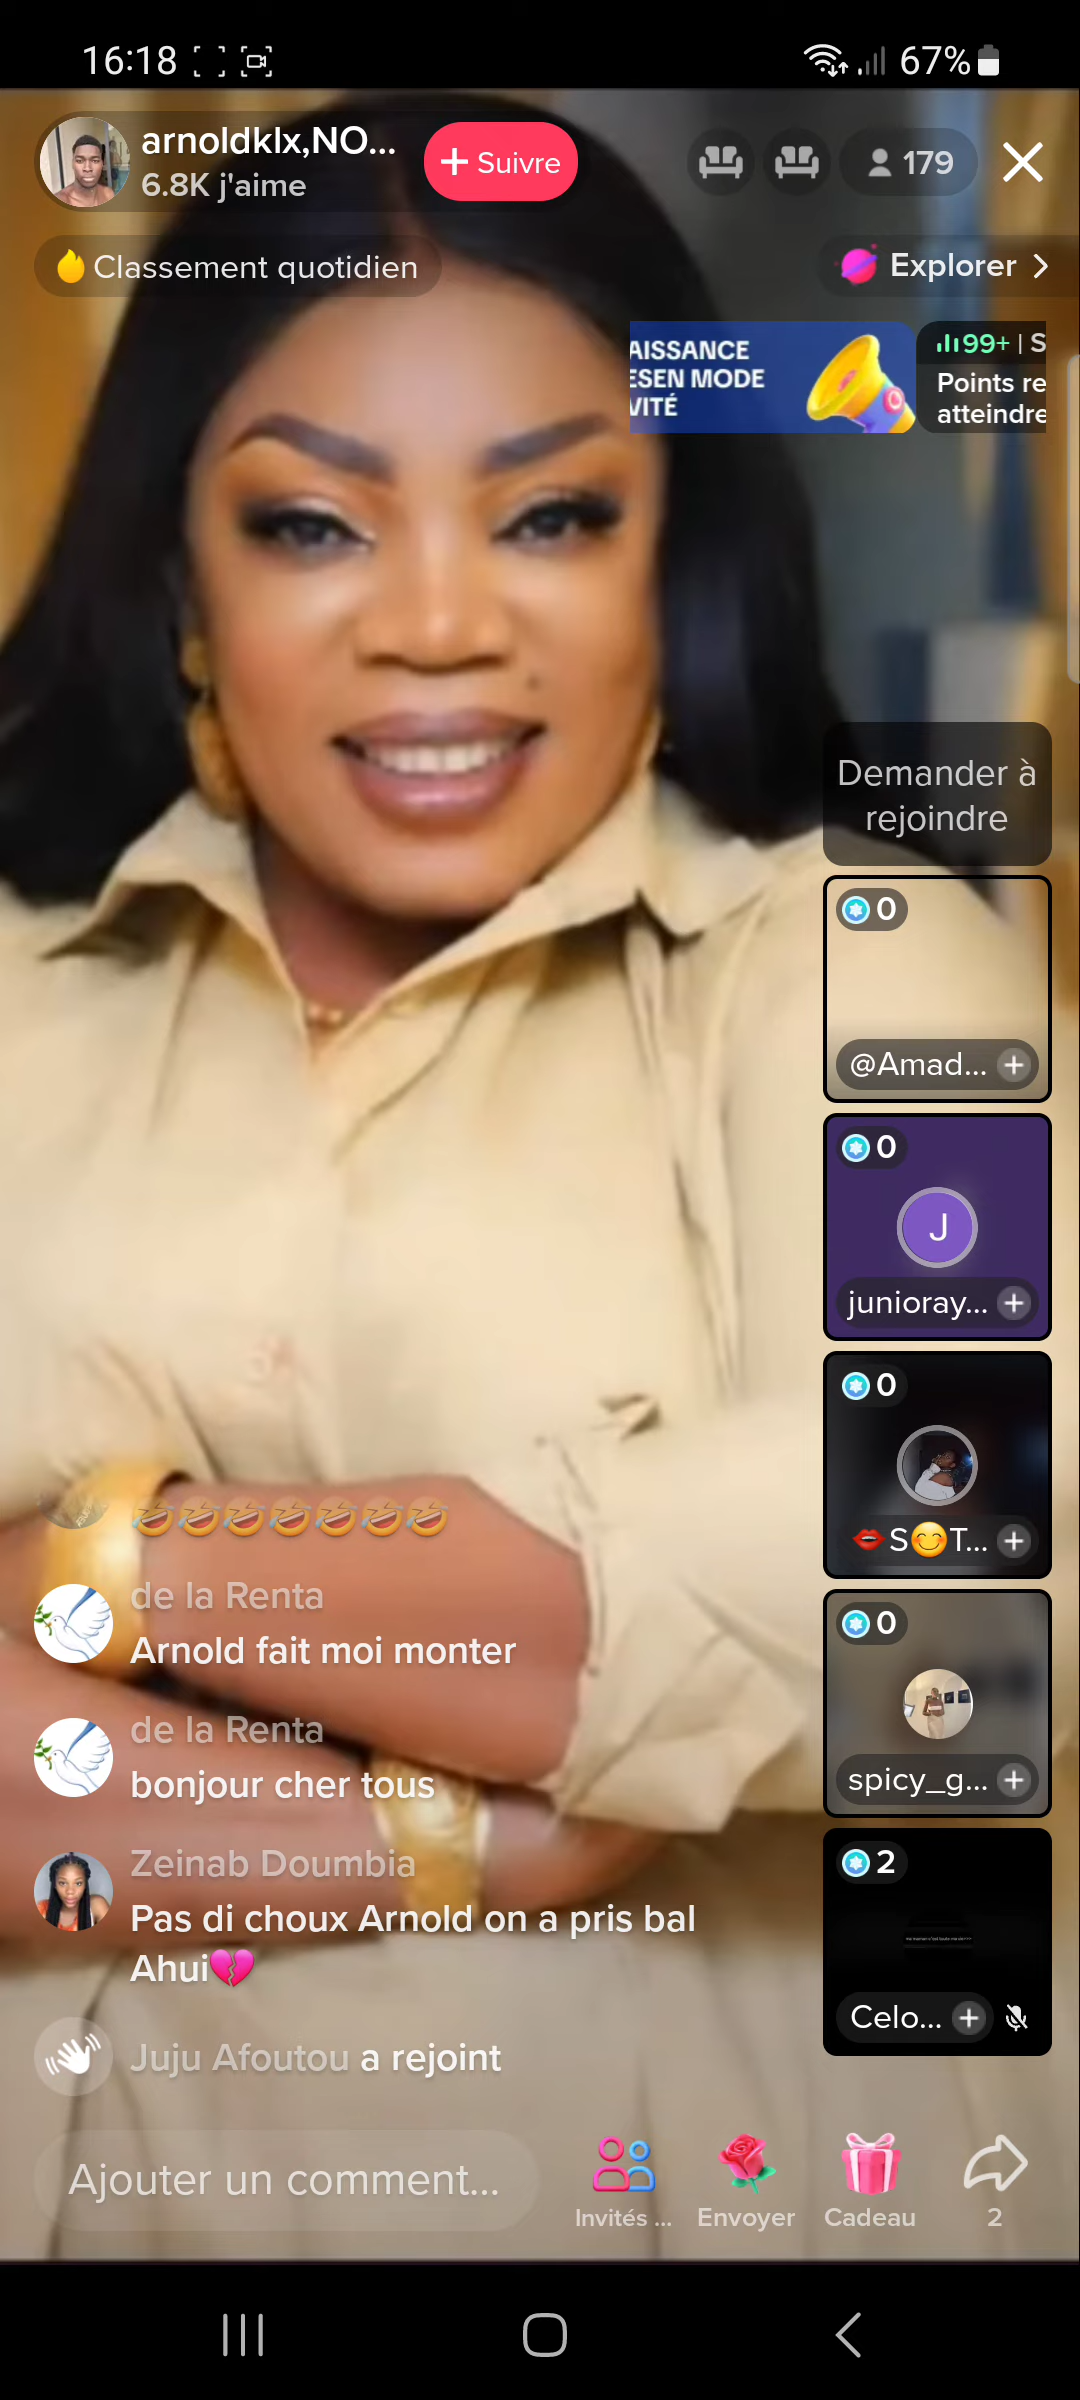 16:18
67%
arnoldklx,NO...
6.8K j'aime
+ Suivre
179
Classement quotidien
Explorer >
AISSANCE
ESEN MODE
VITÉ
99+ | S
Points re
atteindre
Demander à
rejoindre
0
@Amad... +
0
J
junioray... +
0
👄S😊T... +
0
spicy_g... +
2
Celo... +
🤣🤣🤣🤣🤣🤣🤣
de la Renta
Arnold fait moi monter
de la Renta
bonjour cher tous
Zeinab Doumbia
Pas di choux Arnold on a pris bal
Ahui💔
Juju Afoutou a rejoint
Ajouter un comment...
Invités ...
Envoyer
Cadeau
2